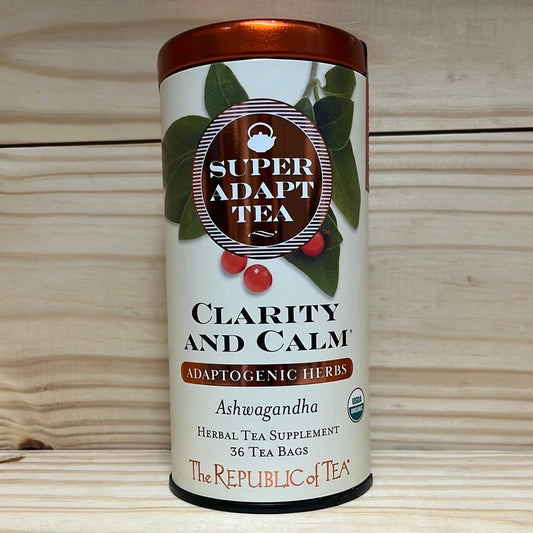 SUPER
ADAPT
TEA
™
CLARITY
AND CALM®
ADAPTOGENIC HERBS
Ashwagandha
USDA
ORGANIC
HERBAL TEA SUPPLEMENT
36 TEA BAGS
The REPUBLIC of TEA®